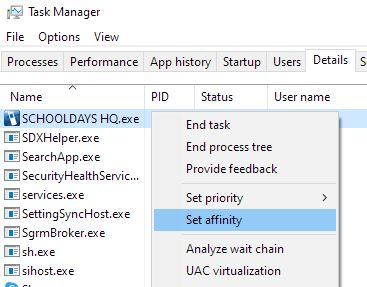 Task Manager
File Options View
Processes Performance App history Startup Users Details
Name PID Status User name
SCHOOLDAYS HQ.exe
SDXHelper.exe
SearchApp.exe
SecurityHealthServic...
services.exe
SettingSyncHost.exe
SgrmBroker.exe
sh.exe
sihost.exe
End task
End process tree
Provide feedback
Set priority
Set affinity
Analyze wait chain
UAC virtualization